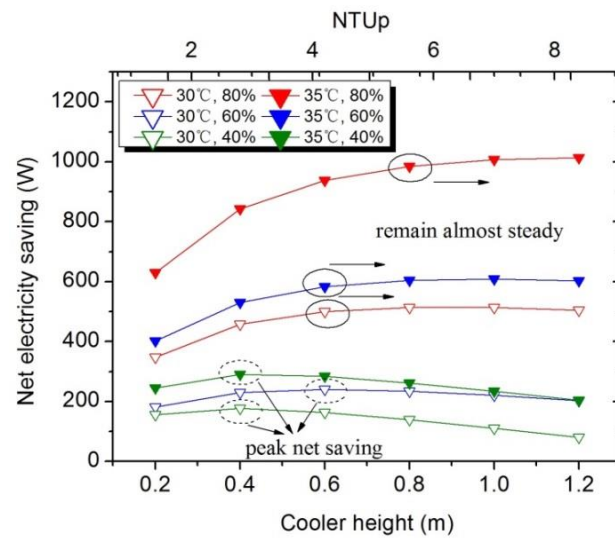 NTUp
2 4 6 8
1200
1000
800
600
400
200
0
Net electricity saving (W)
30℃, 80% 35℃, 80%
30℃, 60% 35℃, 60%
30℃, 40% 35℃, 40%
remain almost steady
peak net saving
0.2 0.4 0.6 0.8 1.0 1.2
Cooler height (m)